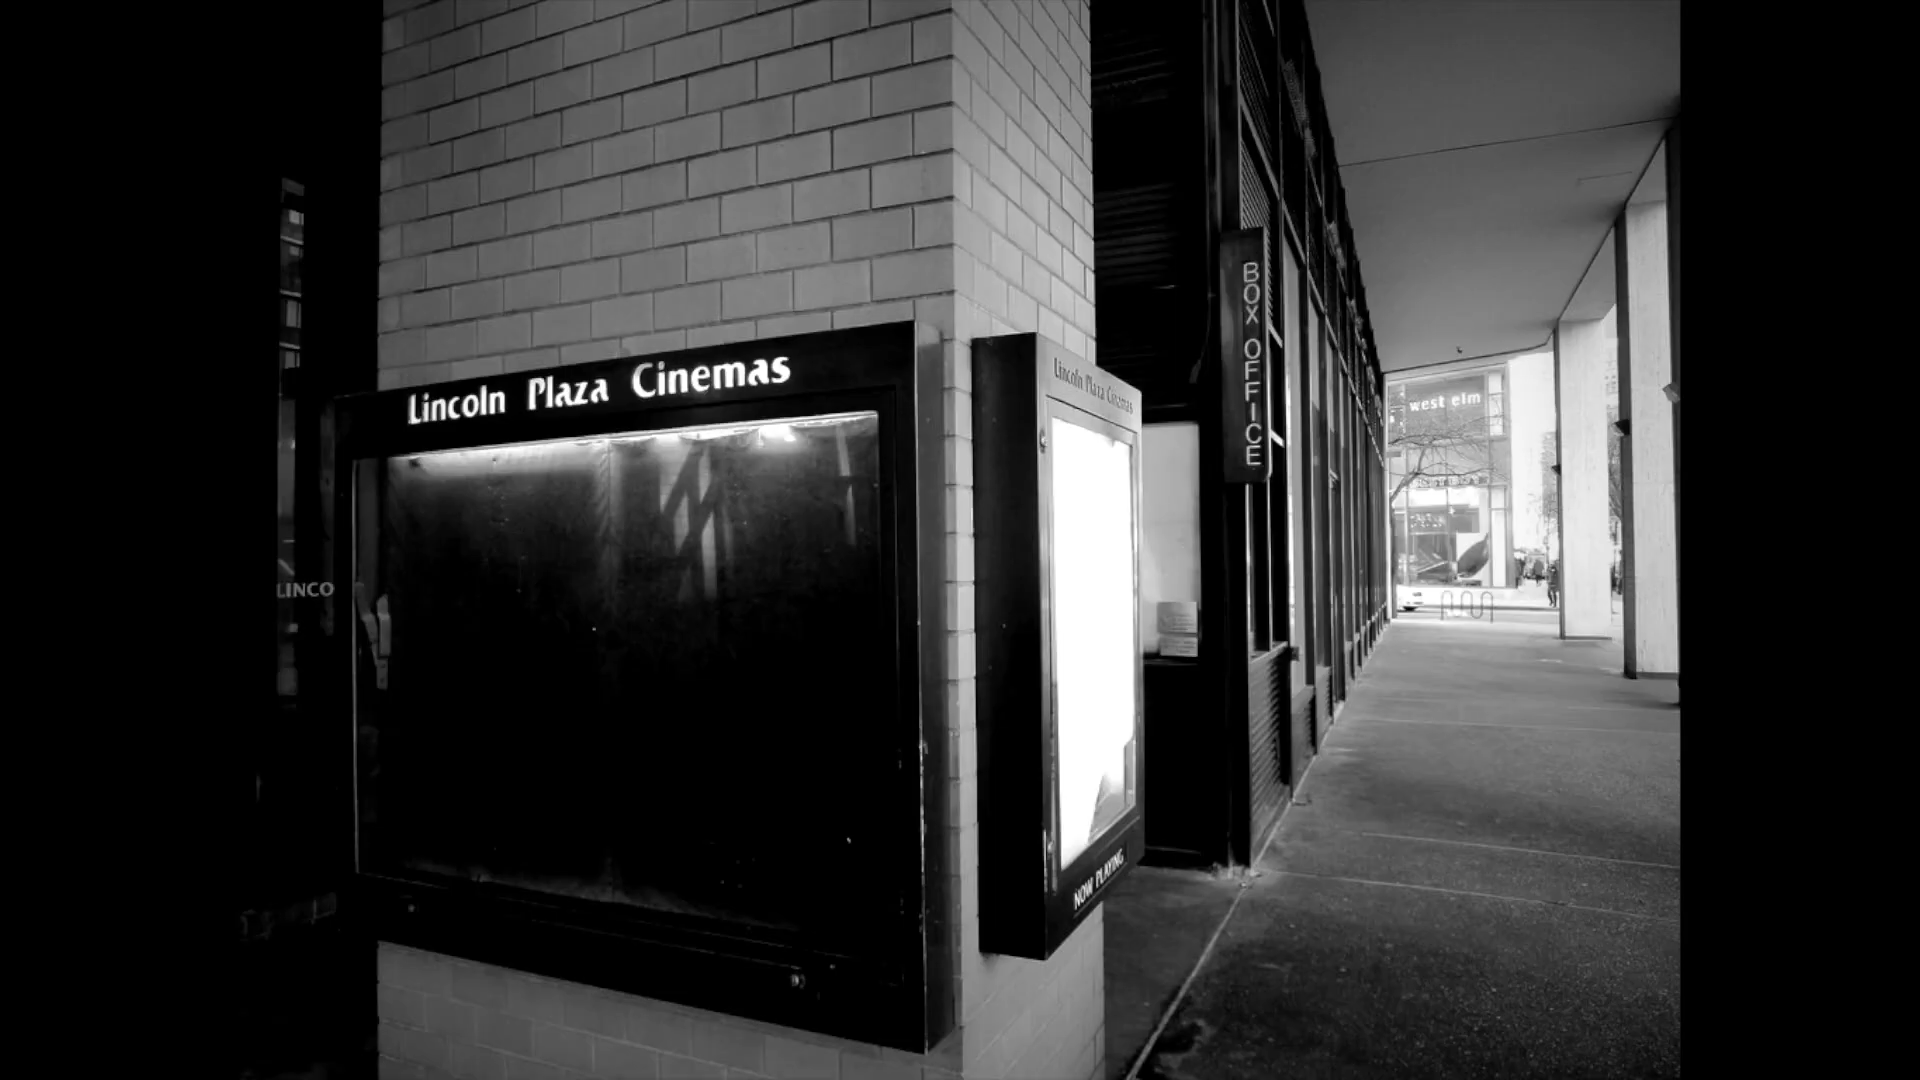 Lincoln Plaza Cinemas
Lincoln Plaza Cinemas
NOW PLAYING
BOX OFFICE
west elm
LINCO